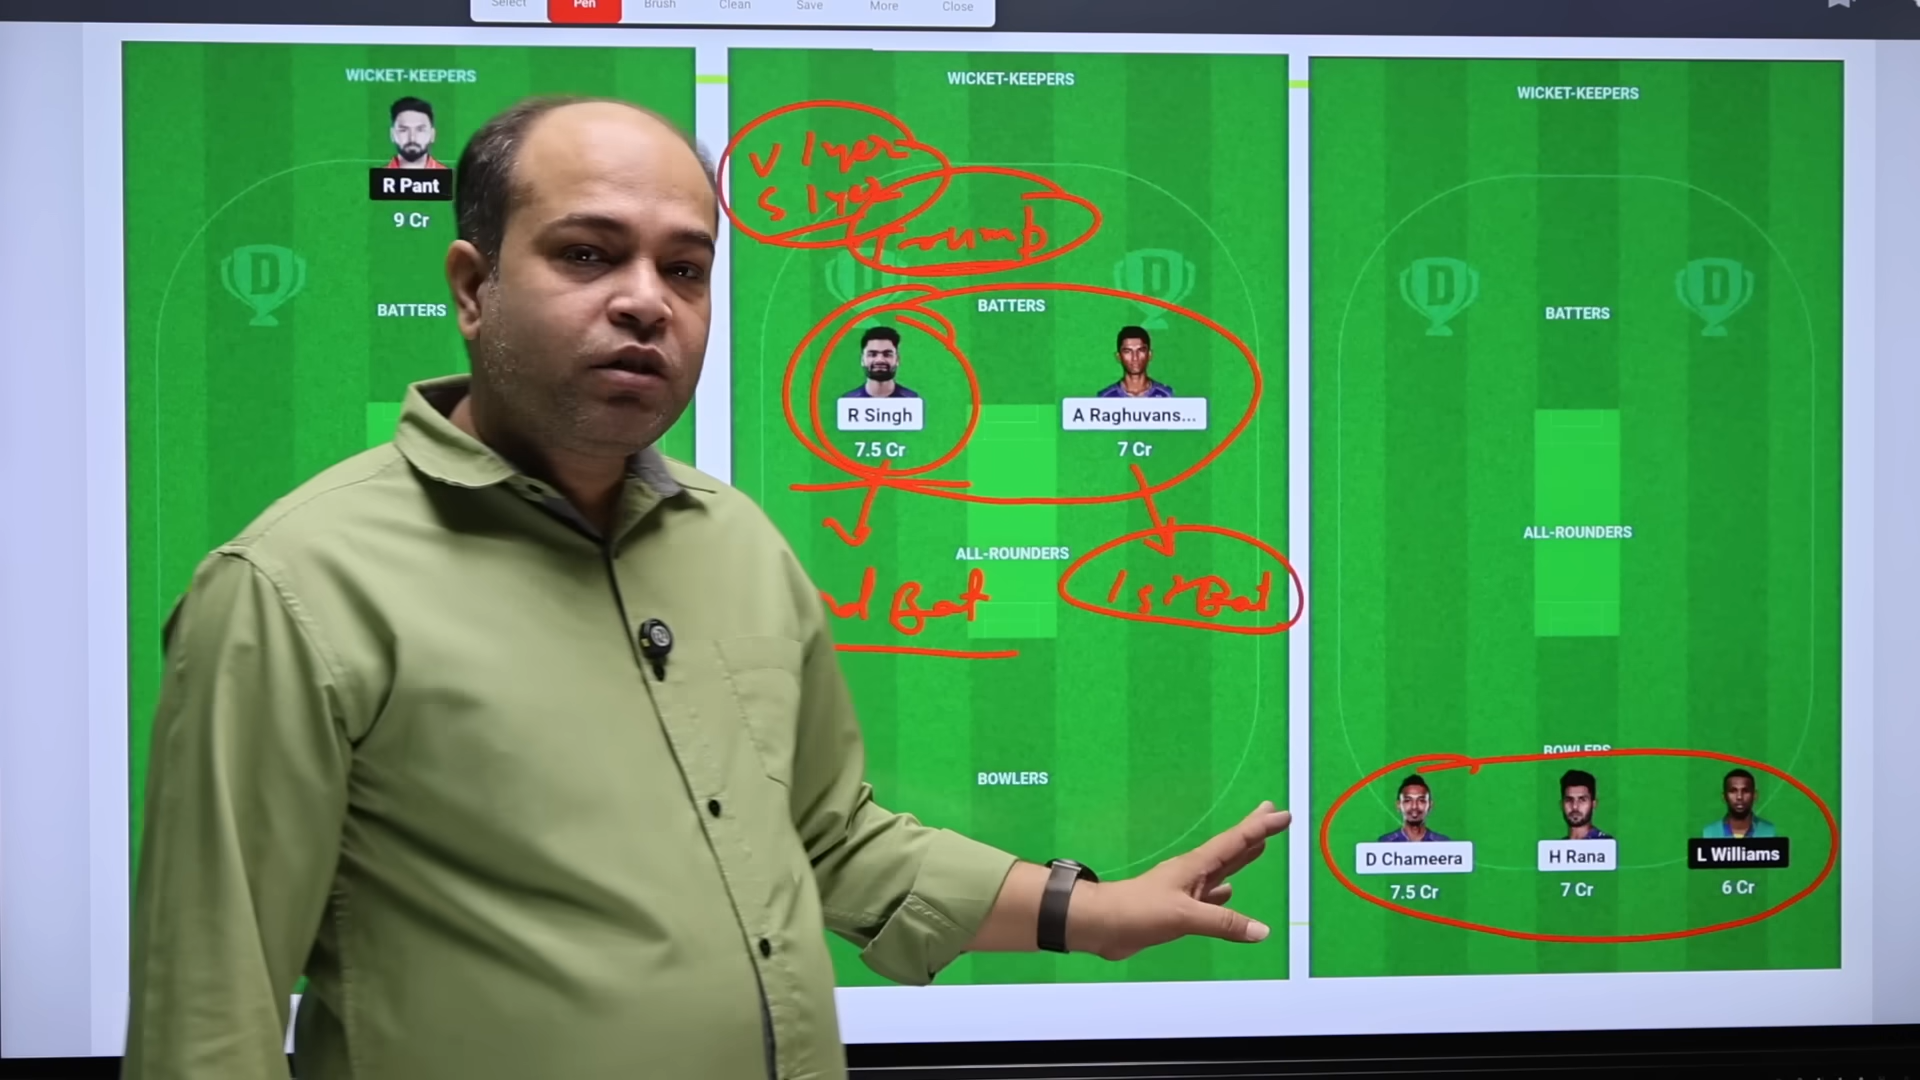 Select Pen Brush Clean Save More Close
WICKET-KEEPERS
R Pant
9 Cr
D
BATTERS
WICKET-KEEPERS
V Iyer
S Iyer
Trump
D D
BATTERS
R Singh A Raghuvans...
7.5 Cr 7 Cr
ALL-ROUNDERS
nd Bat 1st Bat
BOWLERS
WICKET-KEEPERS
D D
BATTERS
ALL-ROUNDERS
BOWLERS
D Chameera H Rana L Williams
7.5 Cr 7 Cr 6 Cr